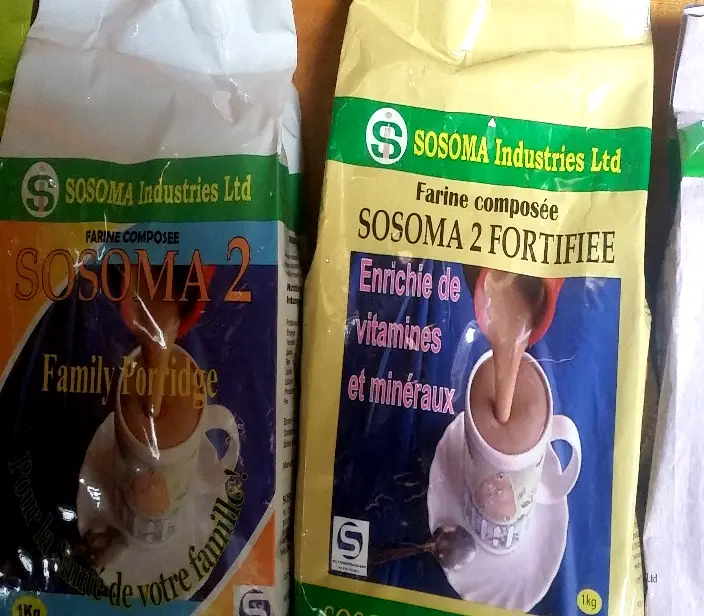 SOSOMA Industries Ltd
FARINE COMPOSEE
SOSOMA 2
Family Porridge
Pour la santé de votre famille!
1Kg
SOSOMA Industries Ltd
Farine composée
SOSOMA 2 FORTIFIEE
Enrichie de
vitamines
et minéraux
1kg
Ltd